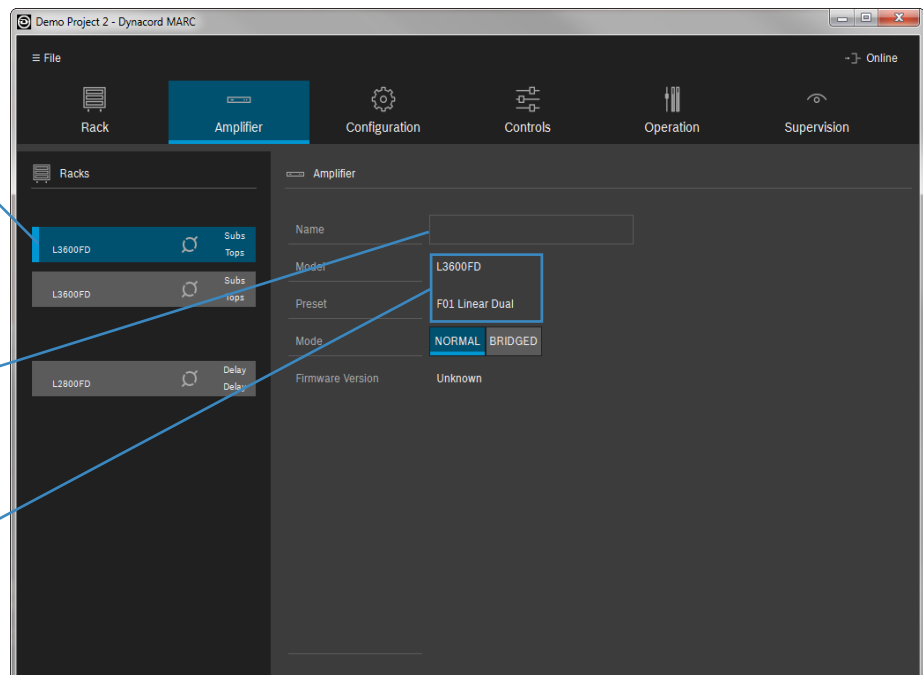 Demo Project 2 - Dynacord MARC
≡ File
Online
Rack
Amplifier
Configuration
Controls
Operation
Supervision
Racks
Amplifier
Subs
L3600FD
Tops
Subs
L3600FD
Tops
Delay
L2800FD
Delay
Name
Model
L3600FD
Preset
F01 Linear Dual
Mode
NORMAL BRIDGED
Firmware Version
Unknown